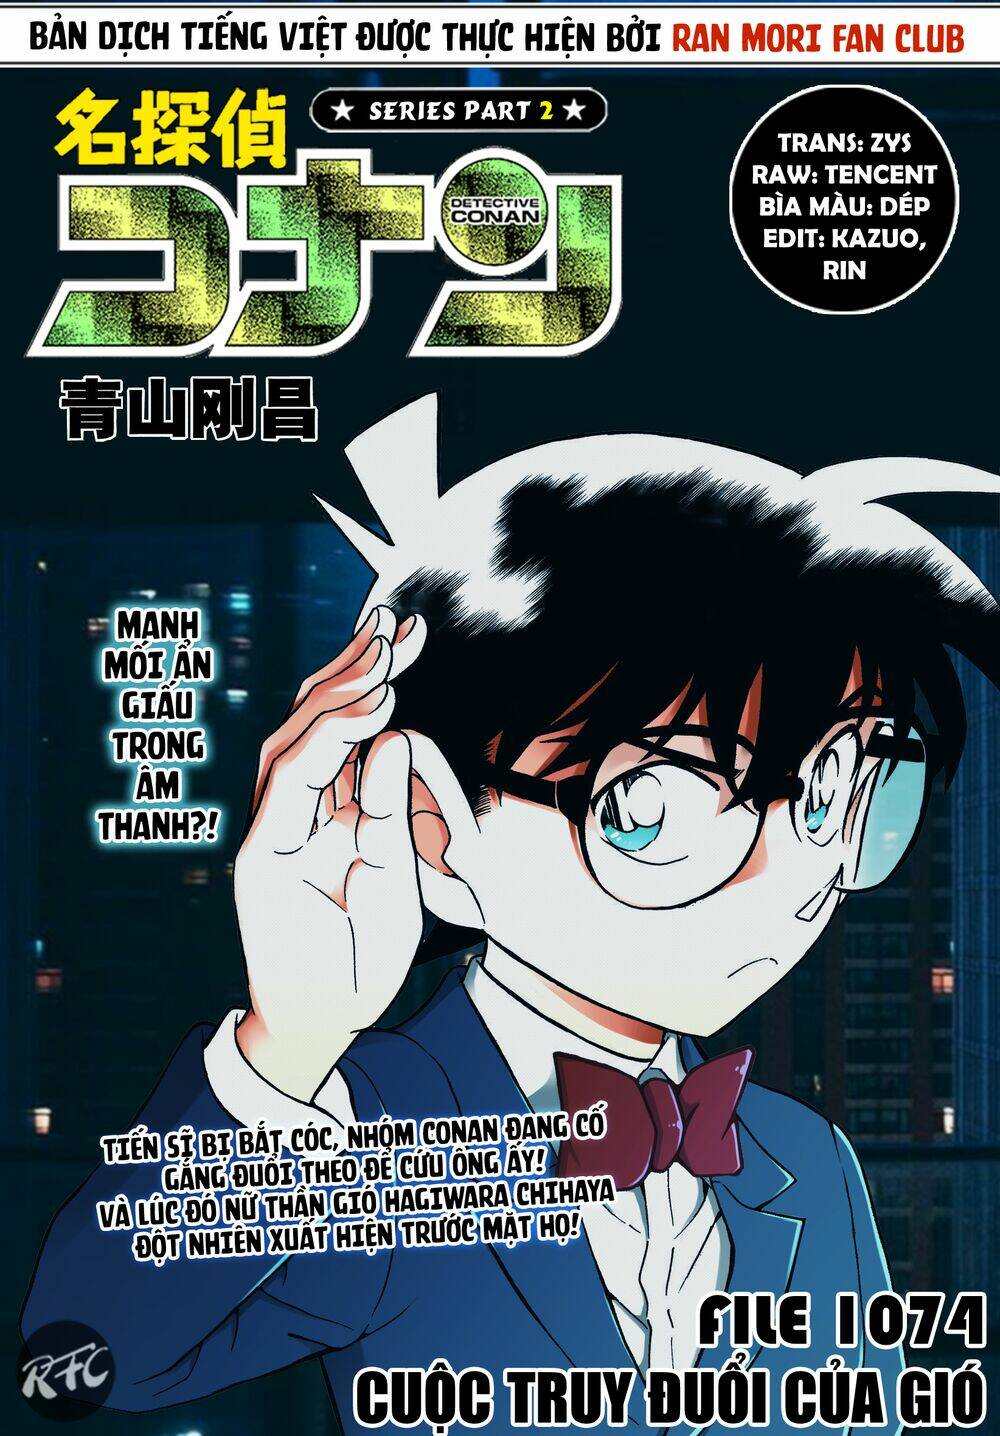 BẢN DỊCH TIẾNG VIỆT ĐƯỢC THỰC HIỆN BỞI RAN MORI FAN CLUB
★ SERIES PART 2 ★
名探偵
コナン
DETECTIVE
CONAN
TRANS: ZYS
RAW: TENCENT
BÌA MÀU: DÉP
EDIT: KAZUO,
RIN
青山剛昌
MANH
MỐI ẨN
GIẤU
TRONG
ÂM
THANH?!
TIẾN SĨ BỊ BẮT CÓC, NHÓM CONAN ĐANG CỐ
GẮNG ĐUỔI THEO ĐỂ CỨU ÔNG ẤY!
VÀ LÚC ĐÓ NỮ THẦN GIÓ HAGIWARA CHIHAYA
ĐỘT NHIÊN XUẤT HIỆN TRƯỚC MẶT HỌ!
FILE 1074
CUỘC TRUY ĐUỔI CỦA GIÓ
RFC